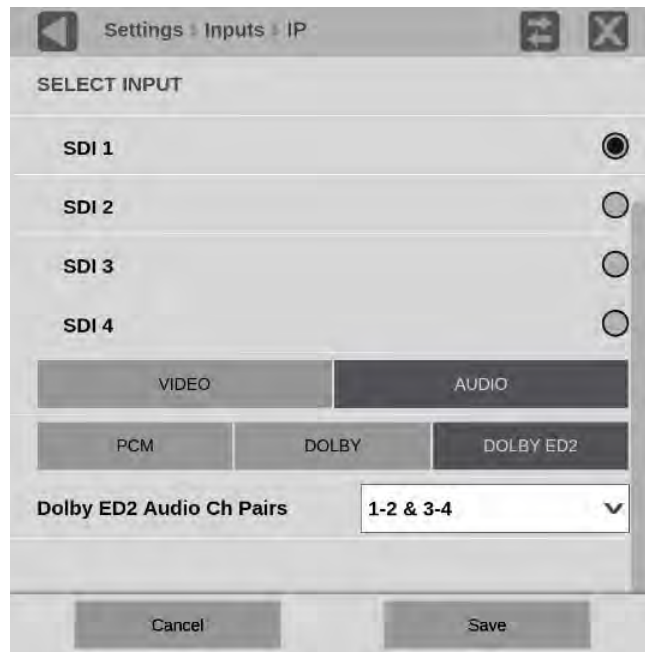 Settings Inputs IP
SELECT INPUT
SDI 1
SDI 2
SDI 3
SDI 4
VIDEO AUDIO
PCM DOLBY DOLBY ED2
Dolby ED2 Audio Ch Pairs 1-2 & 3-4
Cancel Save